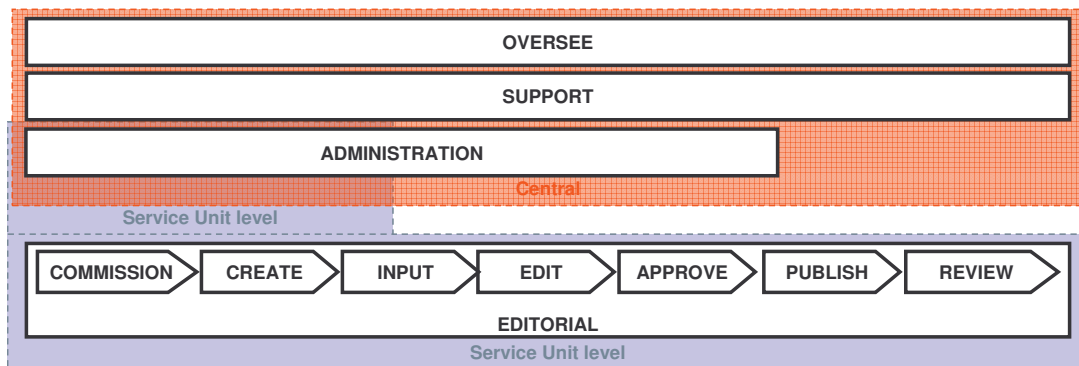 OVERSEE
SUPPORT
ADMINISTRATION
Central
Service Unit level
COMMISSION CREATE INPUT EDIT APPROVE PUBLISH REVIEW
EDITORIAL
Service Unit level